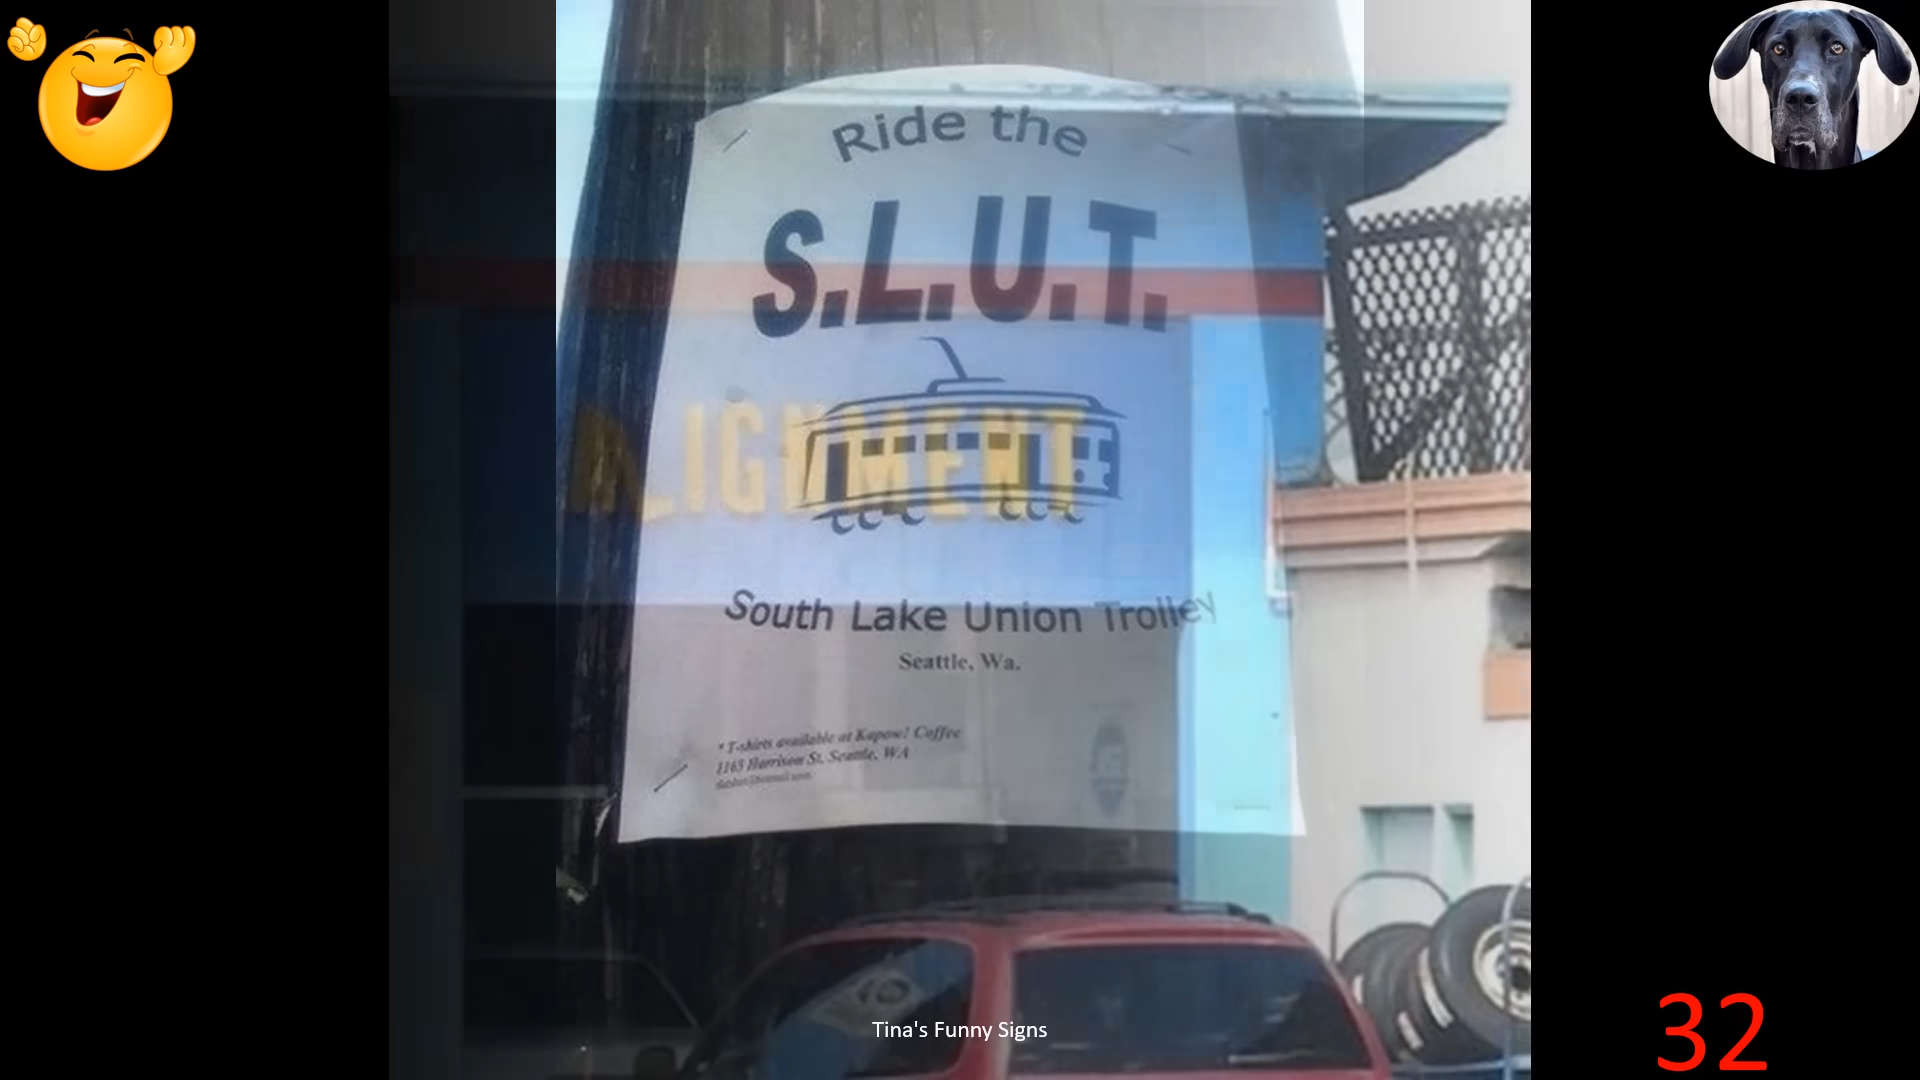 Ride the
S.L.U.T.
ALIGNMENT
South Lake Union Trolley
Seattle, Wa.
* T-shirts available at Kapow! Coffee
1165 Harrison St. Seattle, WA
Tina's Funny Signs
32